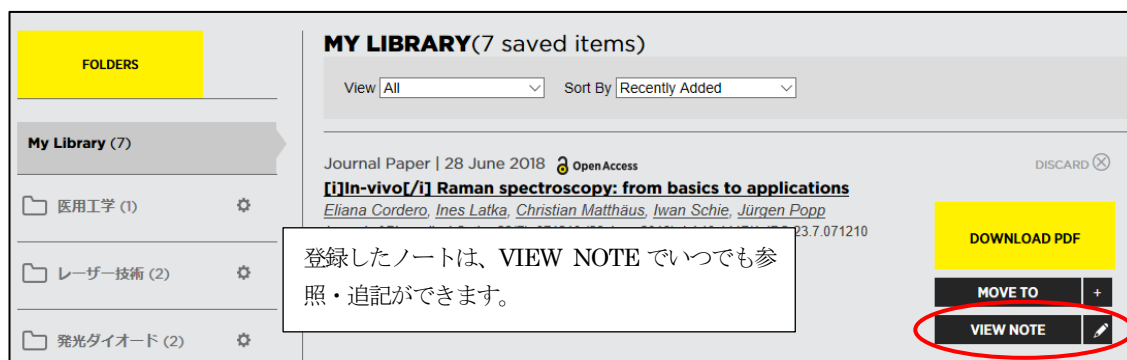 FOLDERS
My Library (7)
医用工学 (1)
レーザー技術 (2)
発光ダイオード (2)
MY LIBRARY(7 saved items)
View All Sort By Recently Added
Journal Paper | 28 June 2018 Open Access
DISCARD
[i]In-vivo[/i] Raman spectroscopy: from basics to applications
Eliana Cordero, Ines Latka, Christian Matthäus, Iwan Schie, Jürgen Popp
23.7.071210
登録したノートは、VIEW NOTE でいつでも参
照・追記ができます。
DOWNLOAD PDF
MOVE TO +
VIEW NOTE